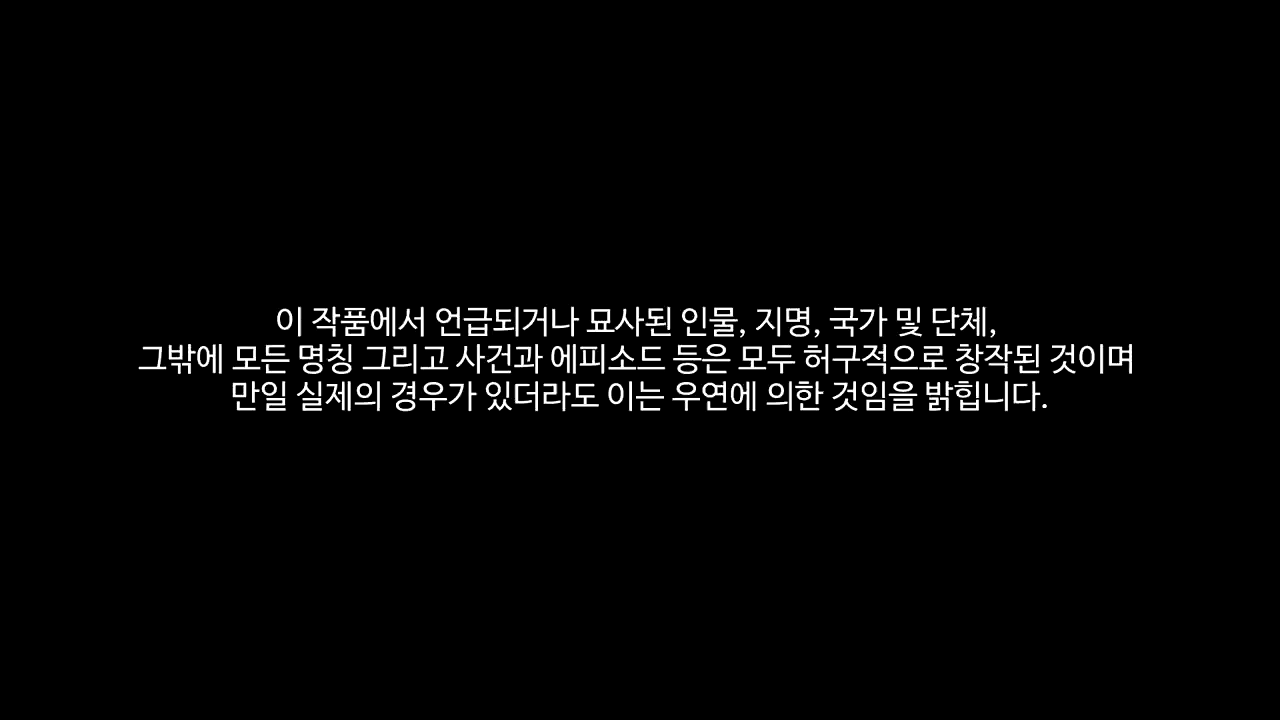 이 작품에서 언급되거나 묘사된 인물, 지명, 국가 및 단체,
그밖에 모든 명칭 그리고 사건과 에피소드 등은 모두 허구적으로 창작된 것이며
만일 실제의 경우가 있더라도 이는 우연에 의한 것임을 밝힙니다.